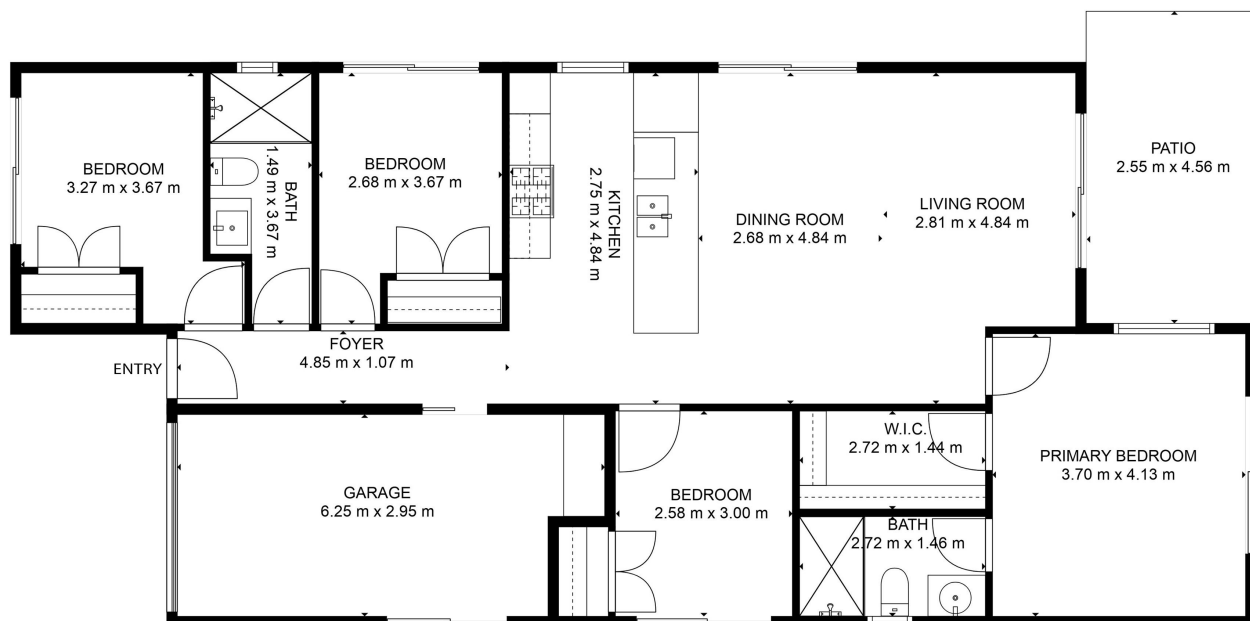 BEDROOM
3.27 m x 3.67 m
BATH
1.49 m x 3.67 m
BEDROOM
2.68 m x 3.67 m
KITCHEN
2.75 m x 4.84 m
DINING ROOM
2.68 m x 4.84 m
LIVING ROOM
2.81 m x 4.84 m
PATIO
2.55 m x 4.56 m
ENTRY
FOYER
4.85 m x 1.07 m
GARAGE
6.25 m x 2.95 m
BEDROOM
2.58 m x 3.00 m
W.I.C.
2.72 m x 1.44 m
BATH
2.72 m x 1.46 m
PRIMARY BEDROOM
3.70 m x 4.13 m